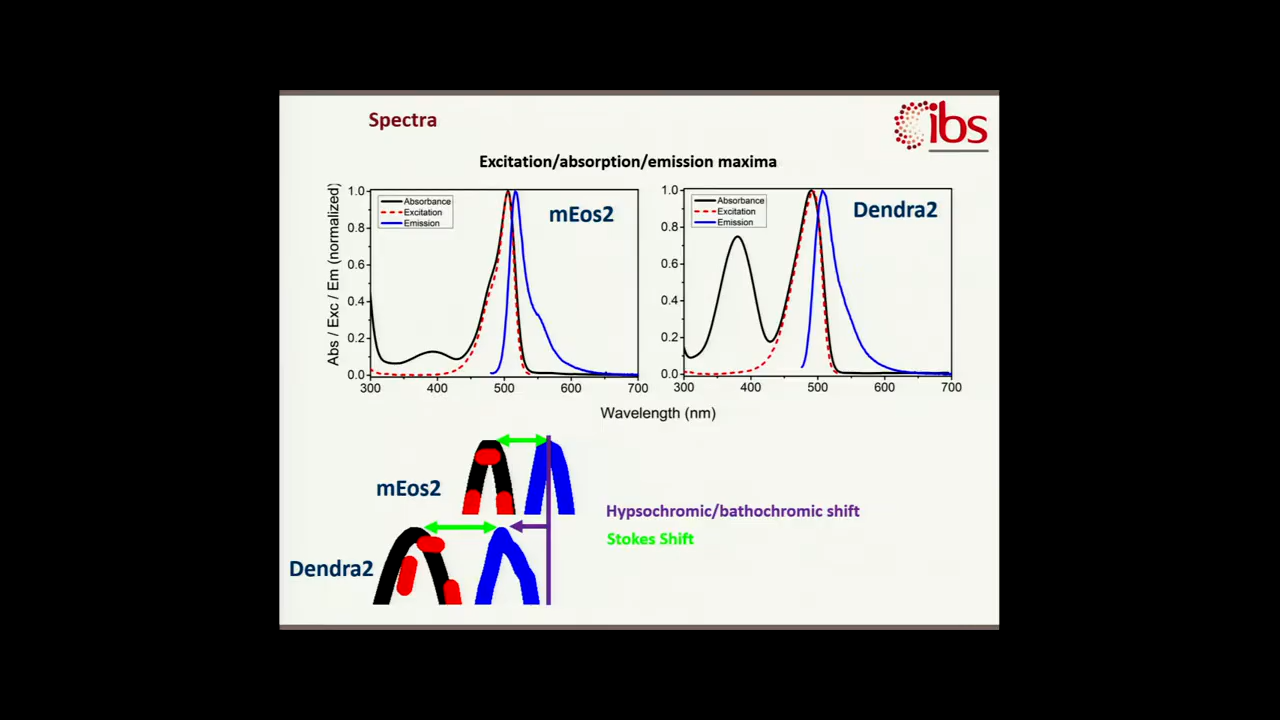 Spectra
ibs
Excitation/absorption/emission maxima
Abs / Exc / Em (normalized)
1.0
0.8
0.6
0.4
0.2
0.0
Absorbance
Excitation
Emission
mEos2
300 400 500 600 700
1.0
0.8
0.6
0.4
0.2
0.0
Absorbance
Excitation
Emission
Dendra2
300 400 500 600 700
Wavelength (nm)
mEos2
Hypsochromic/bathochromic shift
Stokes Shift
Dendra2